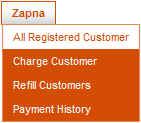 Zapna
All Registered Customer
Charge Customer
Refill Customers
Payment History